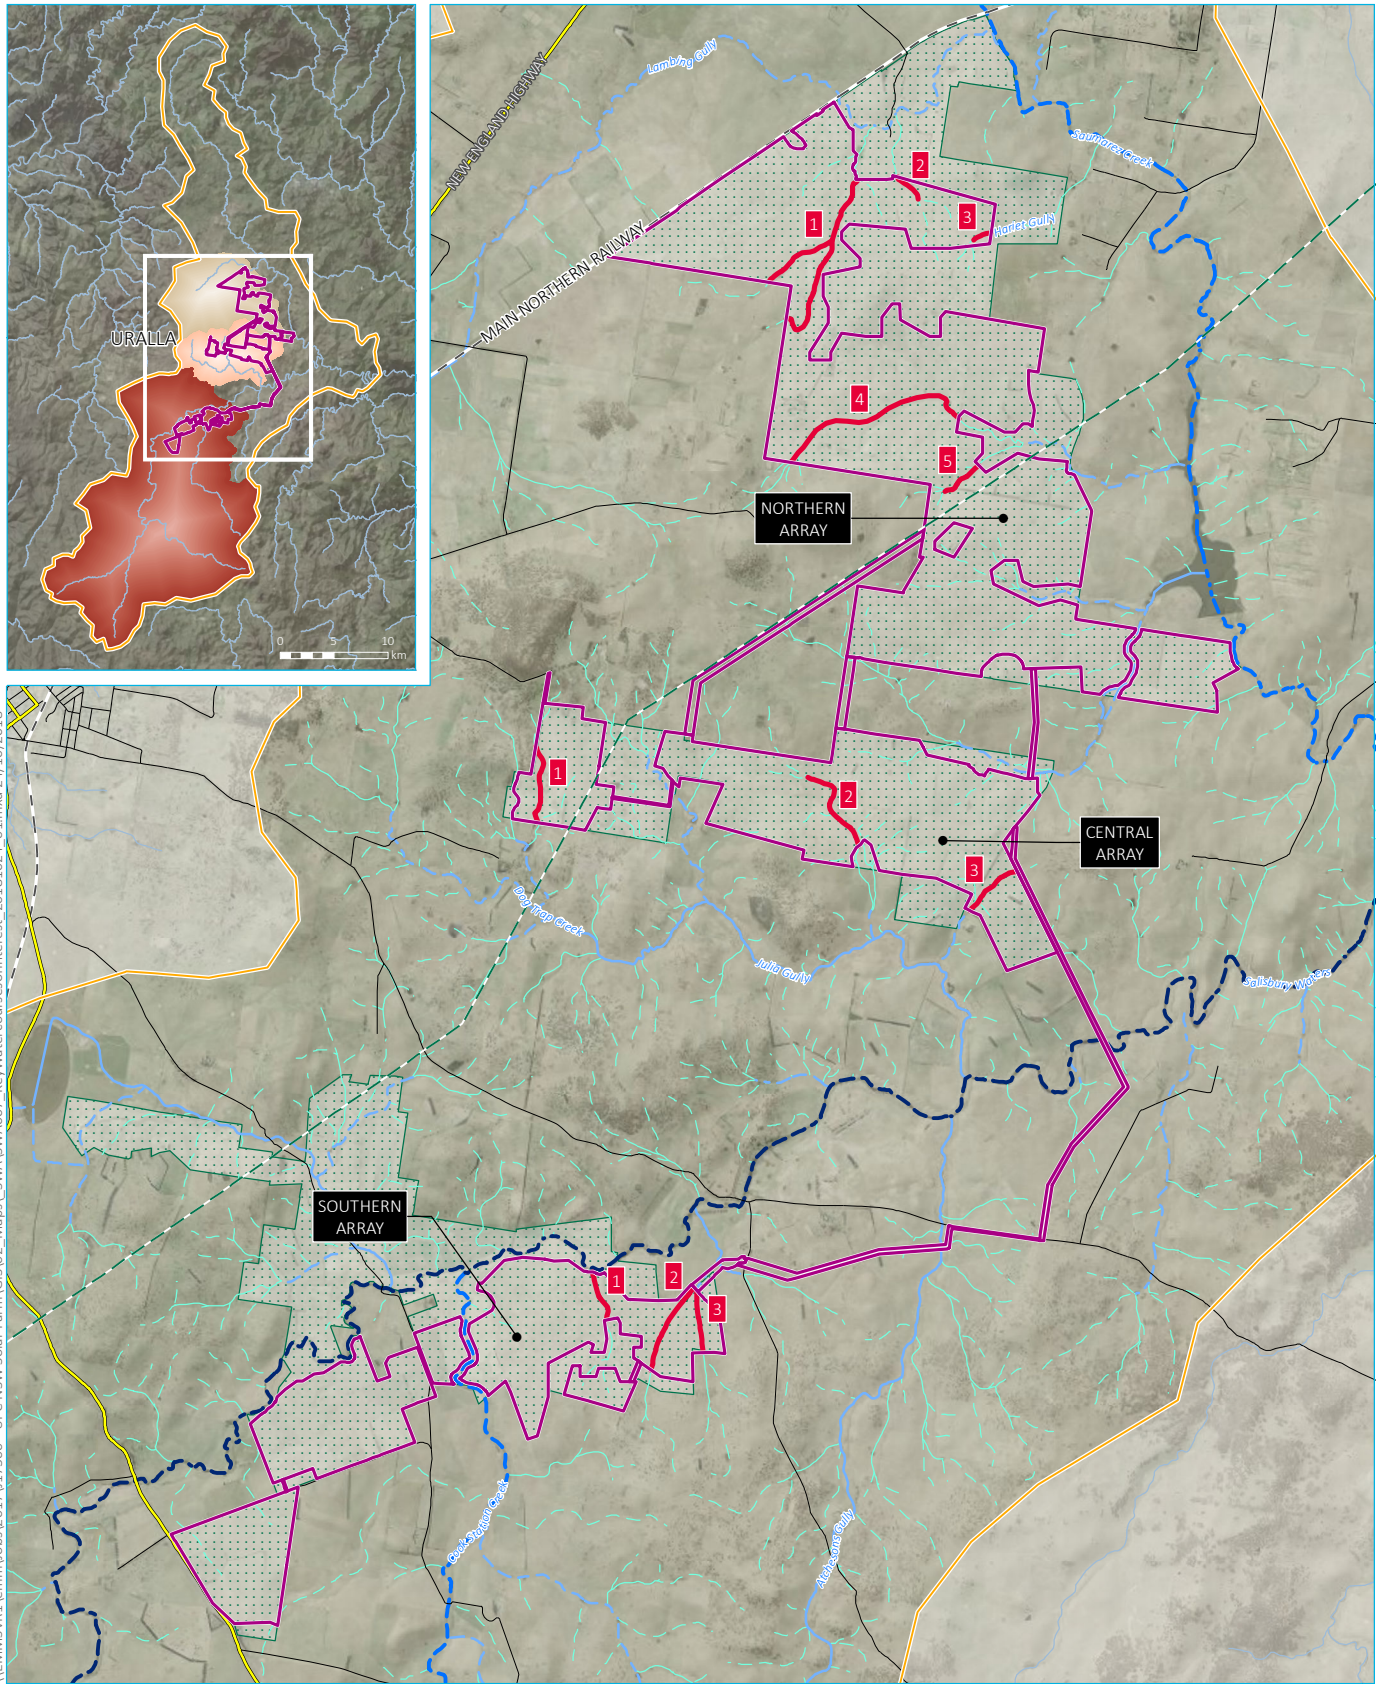 URALLA
0 5 10
km
NEW ENGLAND HIGHWAY
Lambing Gully
Saumarez Creek
MAIN NORTHERN RAILWAY
2
1
3
Hariet Gully
4
5
NORTHERN
ARRAY
1
2
CENTRAL
ARRAY
3
Dog Trap Creek
Julia Gully
Salisbury Waters
SOUTHERN
ARRAY
1
2
3
Cook Station Creek
Atchesons Gully